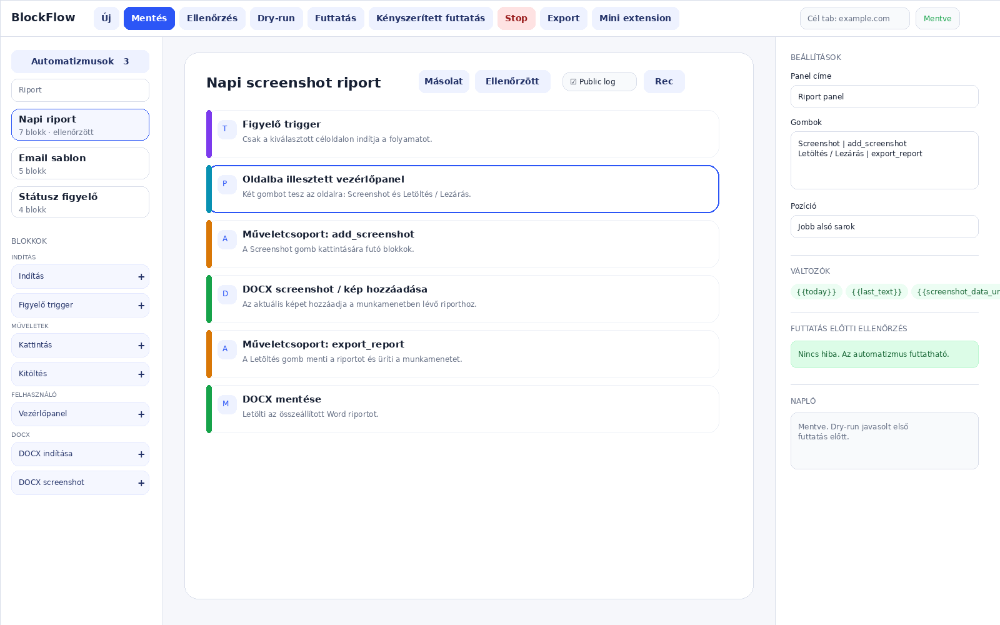 BlockFlow
Új
Mentés
Ellenőrzés
Dry-run
Futtatás
Kényszerített futtatás
Stop
Export
Mini extension
Cél tab: example.com
Mentve
Automatizmusok 3
Riport
Napi riport
7 blokk · ellenőrzött
Email sablon
5 blokk
Státusz figyelő
4 blokk
BLOKKOK
INDÍTÁS
Indítás +
Figyelő trigger +
MŰVELETEK
Kattintás +
Kitöltés +
FELHASZNÁLÓ
Vezérlőpanel +
DOCX
DOCX indítása +
DOCX screenshot +
Napi screenshot riport
Másolat
Ellenőrzött
☑ Public log
Rec
T
Figyelő trigger
Csak a kiválasztott céloldalon indítja a folyamatot.
P
Oldalba illesztett vezérlőpanel
Két gombot tesz az oldalra: Screenshot és Letöltés / Lezárás.
A
Műveletcsoport: add_screenshot
A Screenshot gomb kattintására futó blokkok.
D
DOCX screenshot / kép hozzáadása
Az aktuális képet hozzáadja a munkamenetben lévő riporthoz.
A
Műveletcsoport: export_report
A Letöltés gomb menti a riportot és üríti a munkamenetet.
M
DOCX mentése
Letölti az összeállított Word riportot.
BEÁLLÍTÁSOK
Panel címe
Riport panel
Gombok
Screenshot | add_screenshot
Letöltés / Lezárás | export_report
Pozíció
Jobb alsó sarok
VÁLTOZÓK
{{today}} {{last_text}} {{screenshot_data_ur
FUTTATÁS ELŐTTI ELLENŐRZÉS
Nincs hiba. Az automatizmus futtatható.
NAPLÓ
Mentve. Dry-run javasolt első
futtatás előtt.